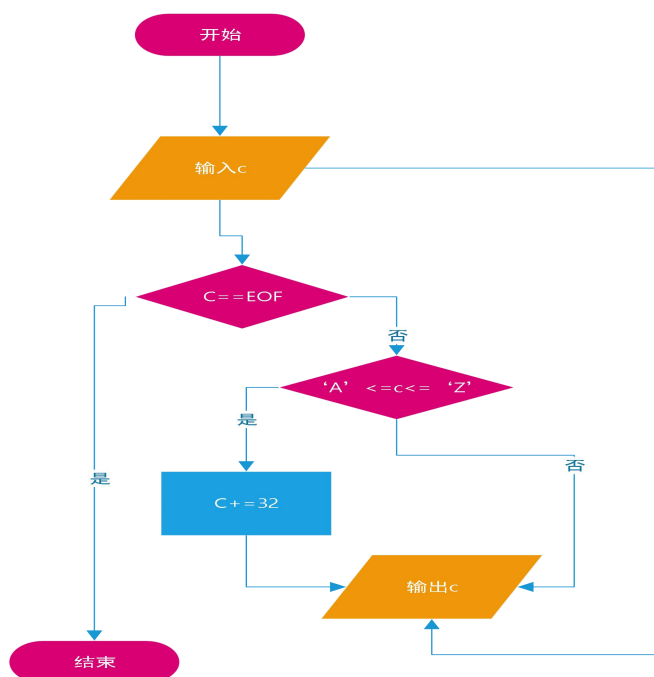 开始
输入c
C==EOF
否
‘A’ <=c<= ‘Z’
是
否
是
C+=32
输出c
结束